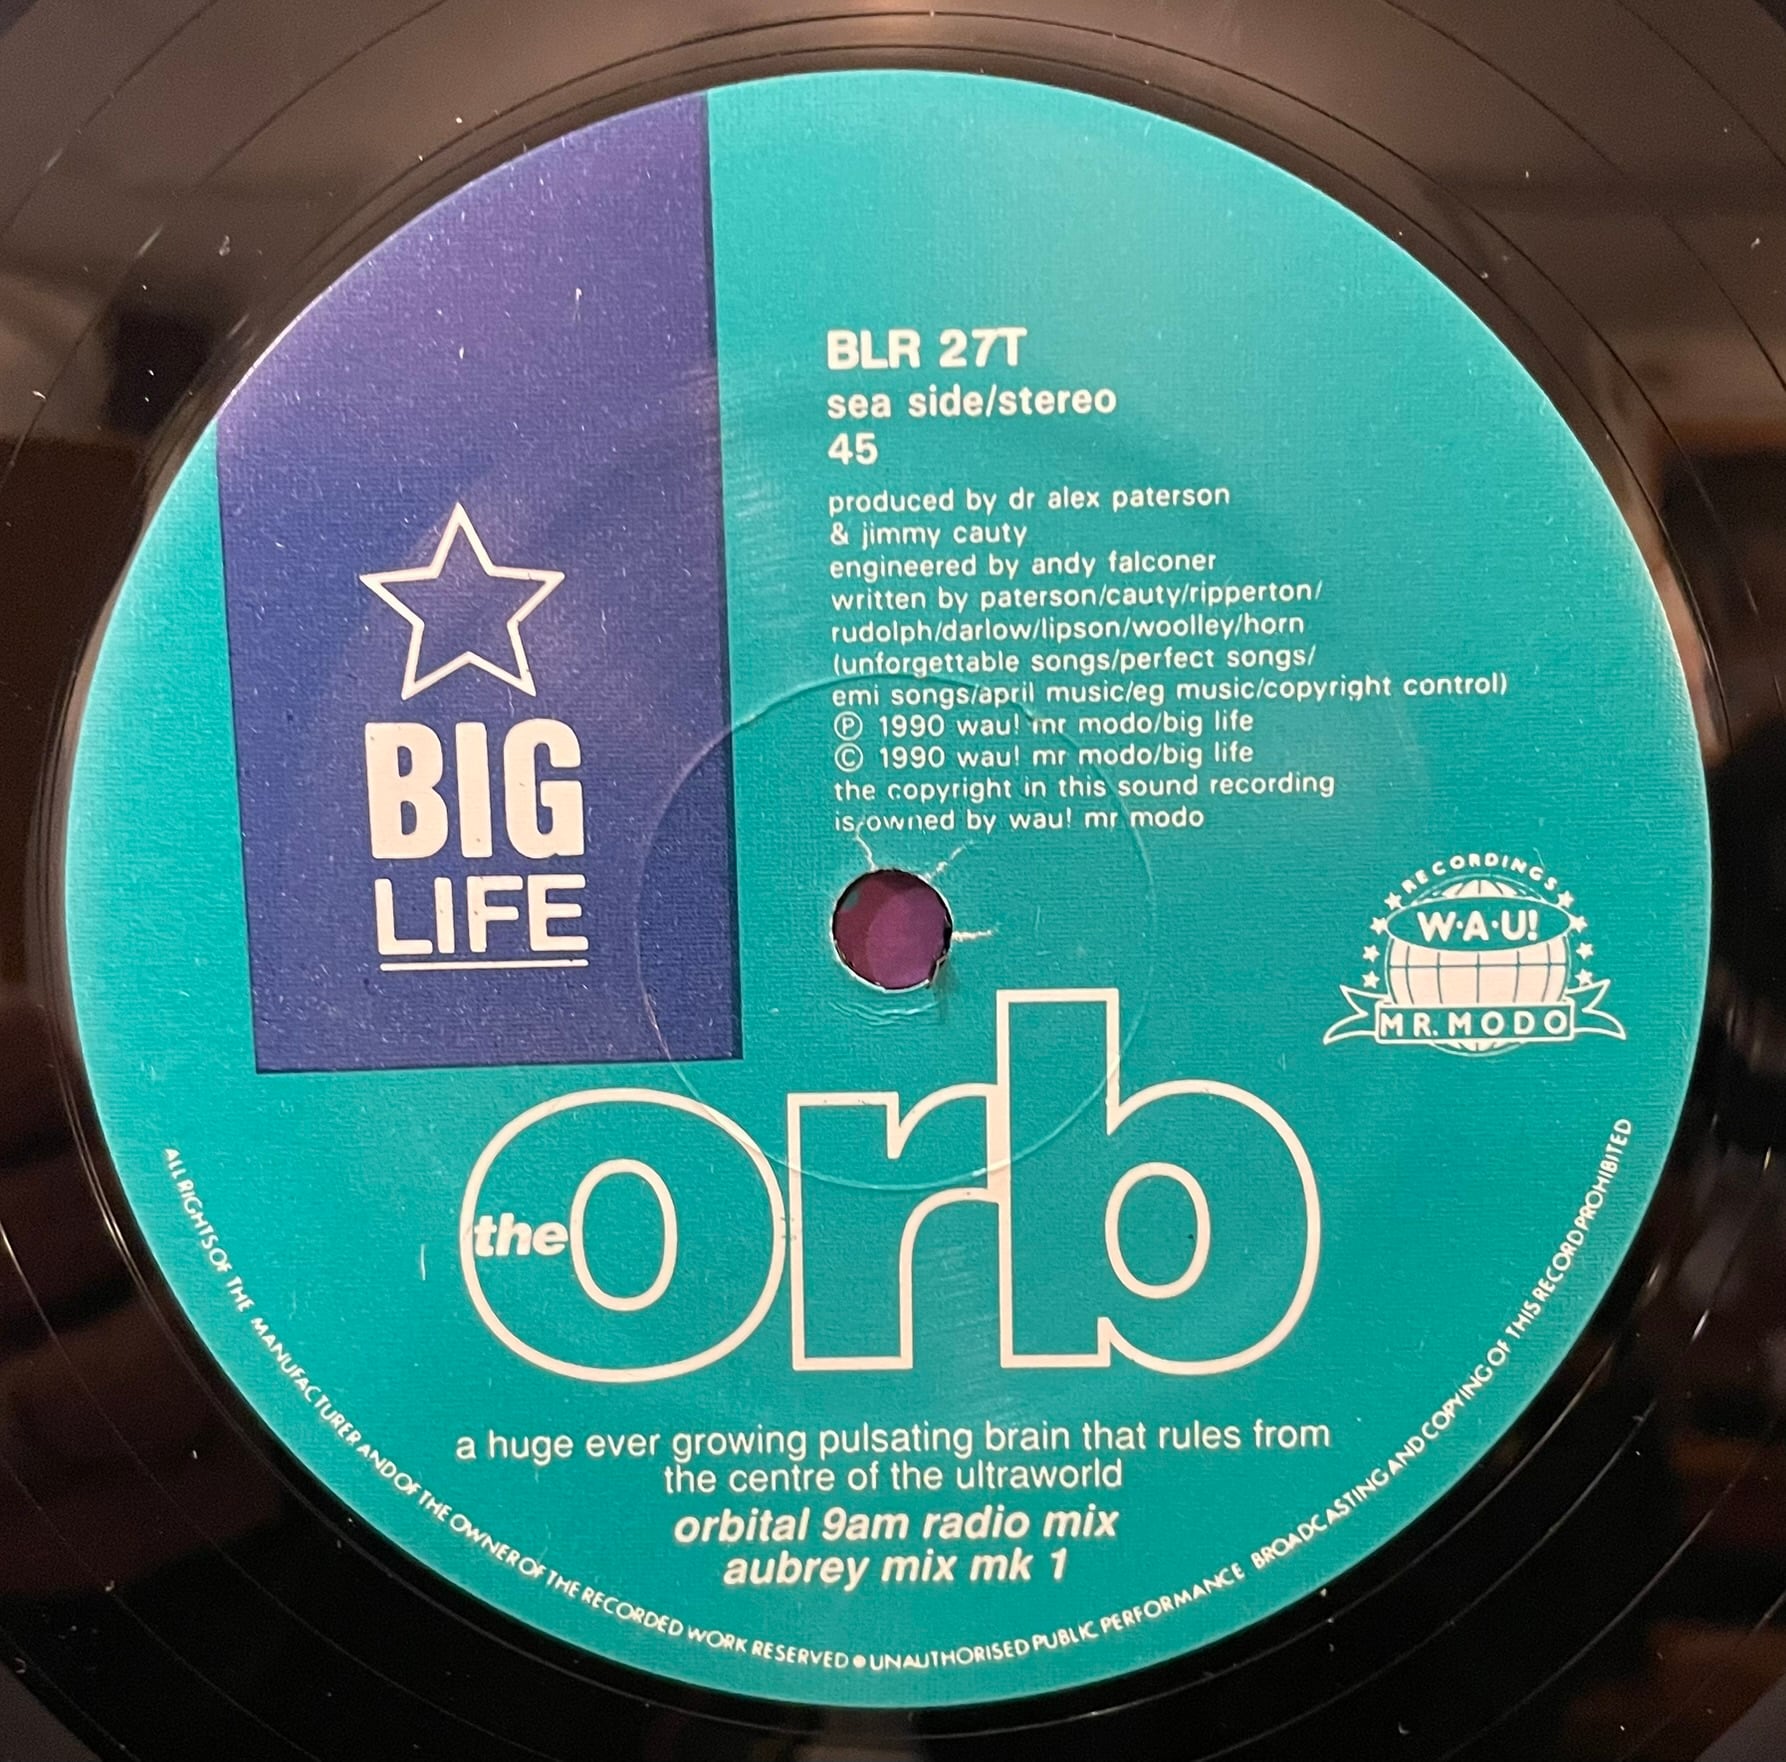 BLR 27T
sea side/stereo
45
produced by dr alex paterson
& jimmy cauty
engineered by andy falconer
written by paterson/cauty/ripperton/
rudolph/darlow/lipson/woolley/horn
(unforgettable songs/perfect songs/
emi songs/april music/eg music/copyright control)
℗ 1990 wau! mr modo/big life
© 1990 wau! mr modo/big life
the copyright in this sound recording
is owned by wau! mr modo
BIG
LIFE
RECORDINGS
W·A·U!
MR. MODO
the orb
a huge ever growing pulsating brain that rules from
the centre of the ultraworld
orbital 9am radio mix
aubrey mix mk 1
ALL RIGHTS OF THE MANUFACTURER AND OF THE OWNER OF THE RECORDED WORK RESERVED ● UNAUTHORISED PUBLIC PERFORMANCE BROADCASTING AND COPYING OF THIS RECORD PROHIBITED